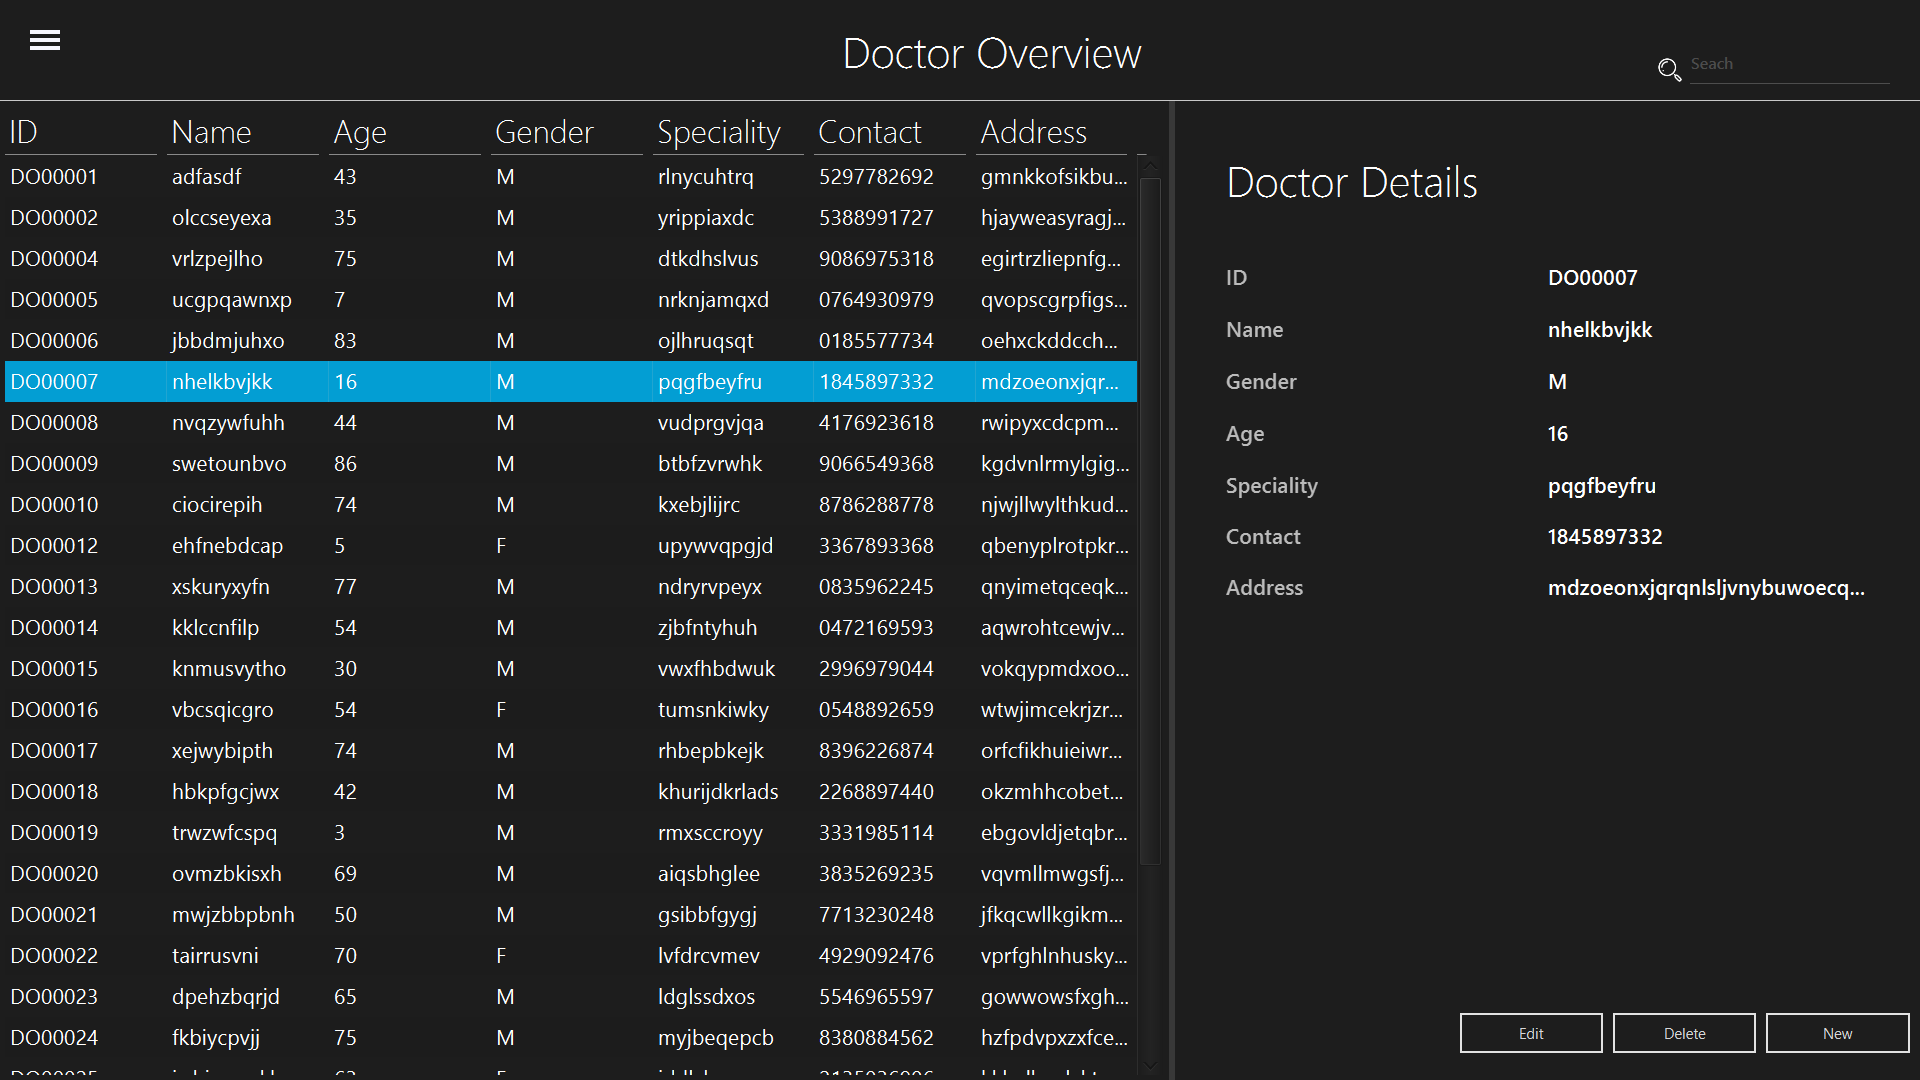 Doctor Overview
Seach
ID Name Age Gender Speciality Contact Address
DO00001 adfasdf 43 M rlnycuhtrq 5297782692 gmnkkofsikbu...
DO00002 olccseyexa 35 M yrippiaxdc 5388991727 hjayweasyragj...
DO00004 vrlzpejlho 75 M dtkdhslvus 9086975318 egirtrzliepnfg...
DO00005 ucgpqawnxp 7 M nrknjamqxd 0764930979 qvopscgrpfigs...
DO00006 jbbdmjuhxo 83 M ojlhruqsqt 0185577734 oehxckddcch...
DO00007 nhelkbvjkk 16 M pqgfbeyfru 1845897332 mdzoeonxjqr...
DO00008 nvqzywfuhh 44 M vudprgvjqa 4176923618 rwipyxcdcpm...
DO00009 swetounbvo 86 M btbfzvrwhk 9066549368 kgdvnlrmylgig...
DO00010 ciocirepih 74 M kxebjlijrc 8786288778 njwjllwylthkud...
DO00012 ehfnebdcap 5 F upywvqpgjd 3367893368 qbenyplrotpkr...
DO00013 xskuryxyfn 77 M ndryrvpeyx 0835962245 qnyimetqceqk...
DO00014 kklccnfilp 54 M zjbfntyhuh 0472169593 aqwrohtcewjv...
DO00015 knmusvytho 30 M vwxfhbdwuk 2996979044 vokqypmdxoo...
DO00016 vbcsqicgro 54 F tumsnkiwky 0548892659 wtwjimcekrjzr...
DO00017 xejwybipth 74 M rhbepbkejk 8396226874 orfcfikhuieiwr...
DO00018 hbkpfgcjwx 42 M khurijdkrlads 2268897440 okzmhhcobet...
DO00019 trwzwfcspq 3 M rmxsccroyy 3331985114 ebgovldjetqbr...
DO00020 ovmzbkisxh 69 M aiqsbhglee 3835269235 vqvmllmwgsfj...
DO00021 mwjzbbpbnh 50 M gsibbfgygj 7713230248 jfkqcwllkgikm...
DO00022 tairrusvni 70 F lvfdrcvmev 4929092476 vprfghlnhusky...
DO00023 dpehzbqrjd 65 M ldglssdxos 5546965597 gowwowsfxgh...
DO00024 fkbiycpvjj 75 M myjbeqepcb 8380884562 hzfpdvpxzxfce...
Doctor Details
ID DO00007
Name nhelkbvjkk
Gender M
Age 16
Speciality pqgfbeyfru
Contact 1845897332
Address mdzoeonxjqrqnlsljvnybuwoecq...
Edit Delete New